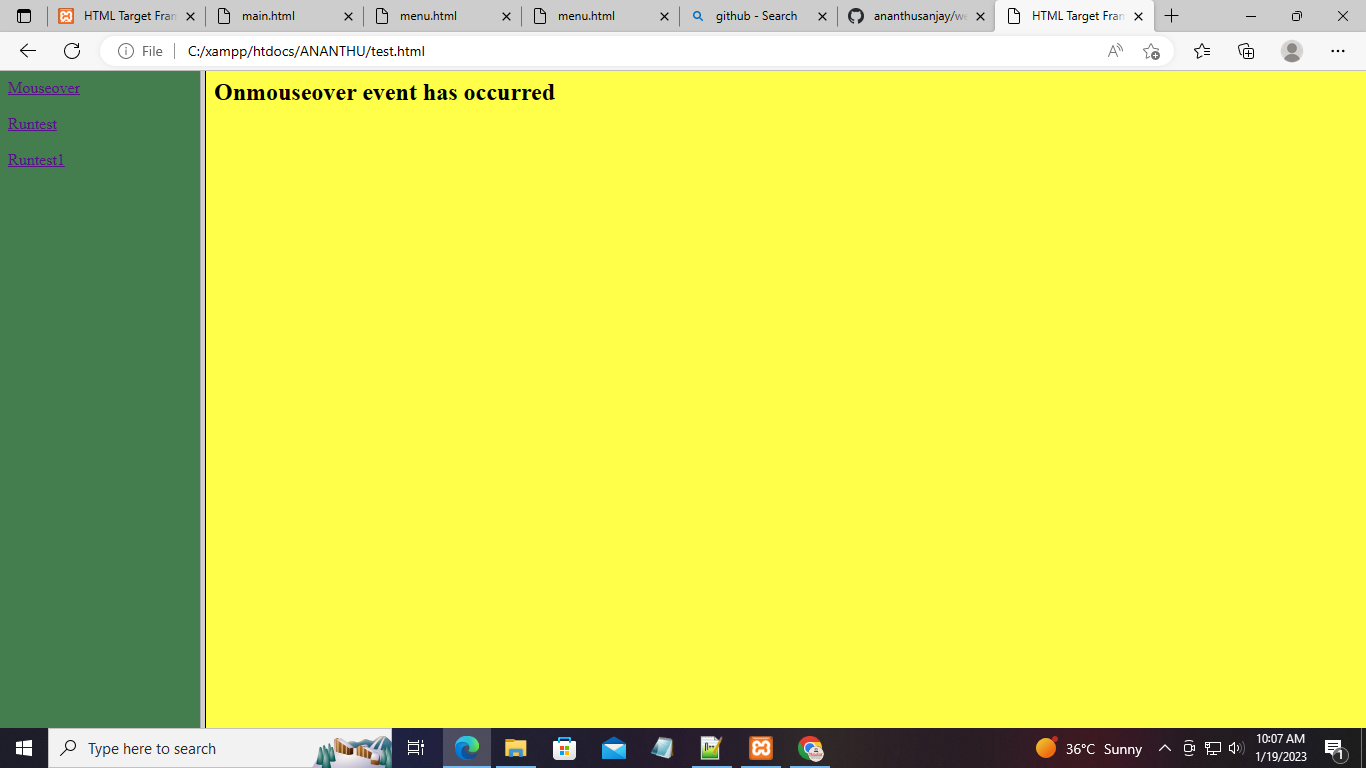 HTML Target Fran
main.html
menu.html
menu.html
github - Search
ananthusanjay/we
HTML Target Fran
File
C:/xampp/htdocs/ANANTHU/test.html
Mouseover
Runtest
Runtest1
Onmouseover event has occurred
Type here to search
36°C Sunny
10:07 AM
1/19/2023
1